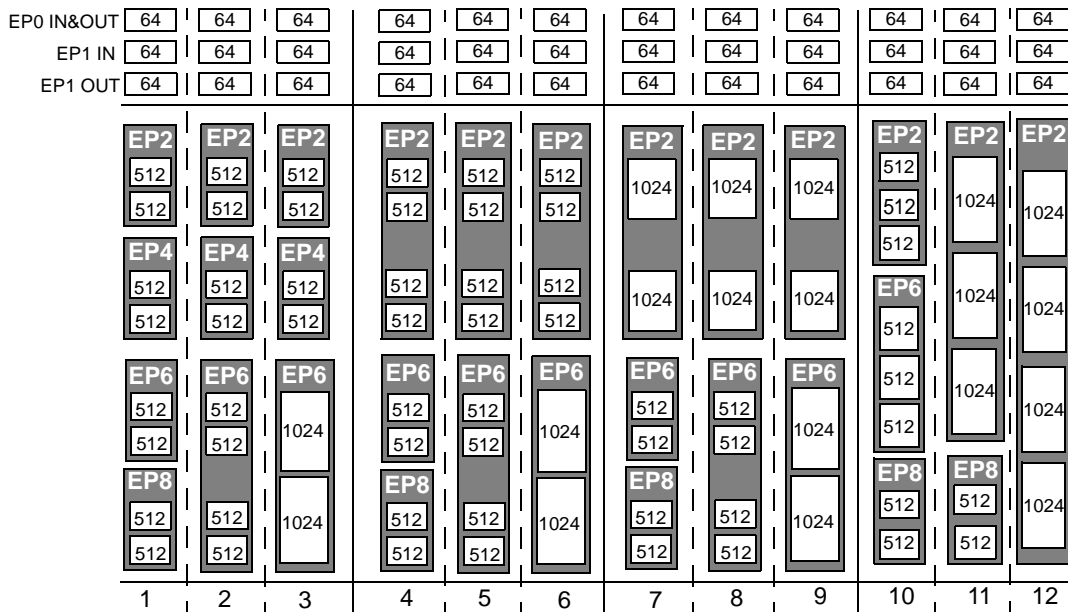 EP0 IN&OUT 64 64 64 64 64 64 64 64 64 64 64 64
EP1 IN 64 64 64 64 64 64 64 64 64 64 64 64
EP1 OUT 64 64 64 64 64 64 64 64 64 64 64 64
EP2 EP2 EP2 EP2 EP2 EP2 EP2 EP2 EP2 EP2 EP2 EP2
512 512 512 512 512 512 1024 1024 1024 512
512 512 512 512 512 512 512 1024 1024
512
EP4 EP4 EP4
512 512 512 512 512 512 1024 1024 1024 EP6 1024 1024
512 512 512 512 512 512 512
EP6 EP6 EP6 EP6 EP6 EP6 EP6 EP6 EP6 512 1024
512 512 512 512 512 512 1024
512 512 1024 512 512 1024 512 512 1024 512
EP8 EP8 EP8 EP8 EP8
512 512 1024 512 512 1024 512 512 1024 512 512 1024
512 512 512 512 512 512 512 512
1 2 3 4 5 6 7 8 9 10 11 12